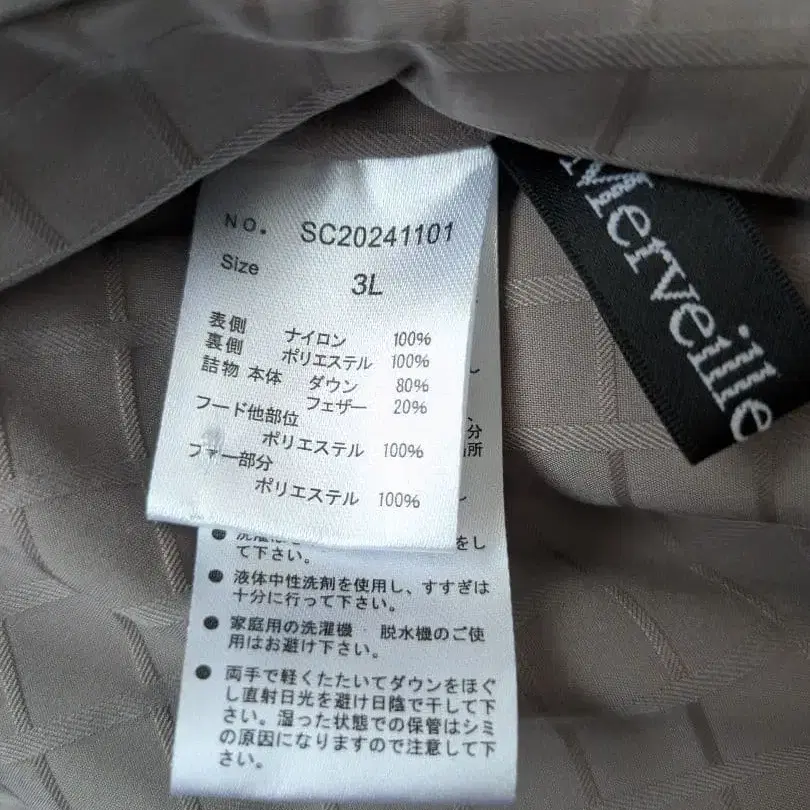 NO. SC20241101
Size 3L
表側 ナイロン 100%
裏側 ポリエステル 100%
詰物 本体 ダウン 80%
フェザー 20%
フード他部位
ポリエステル 100%
ファー部分
ポリエステル 100%
分
所
をし
て下さい。
● 液体中性洗剤を使用し、すすぎは
十分に行って下さい。
● 家庭用の洗濯機・脱水機のご使
用はお避け下さい。
● 両手で軽くたたいてダウンをほぐ
し直射日光を避け日陰で干して下
さい。湿った状態での保管はシミ
の原因になりますので注意して下
さい。
Merveille